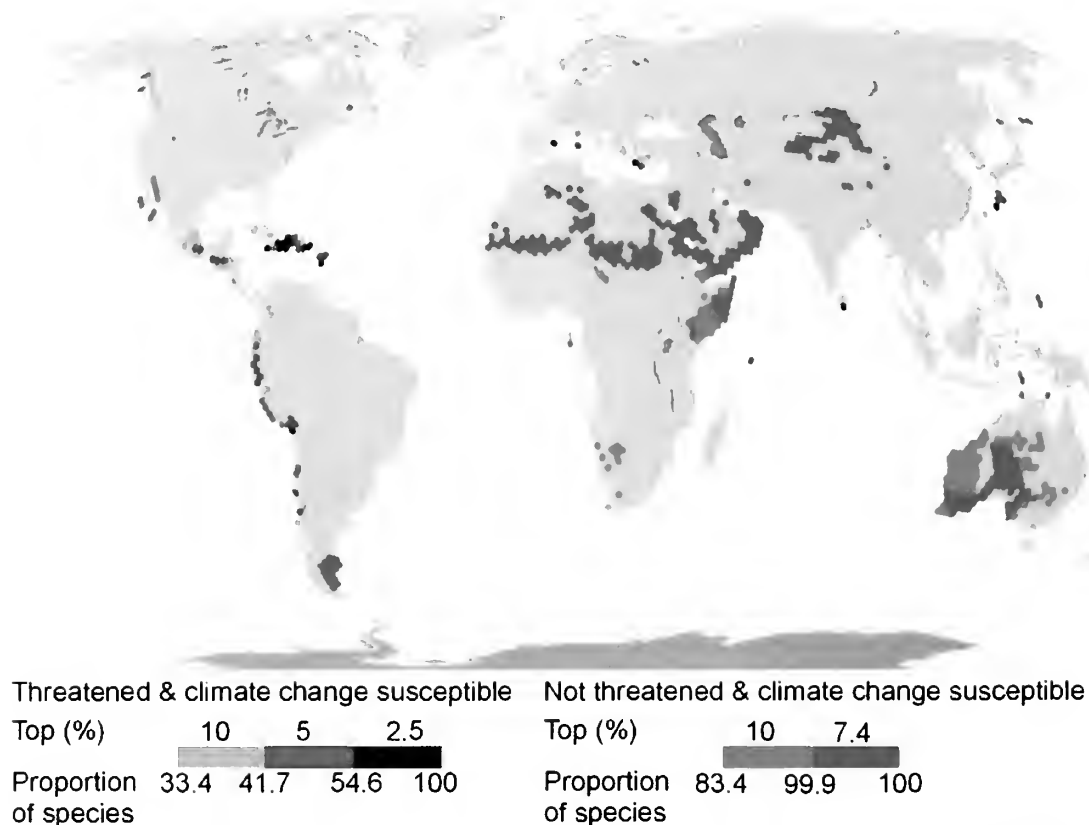 Threatened & climate change susceptible
Top (%) 10 5 2.5
Proportion of species 33.4 41.7 54.6 100
Not threatened & climate change susceptible
Top (%) 10 7.4
Proportion of species 83.4 99.9 100